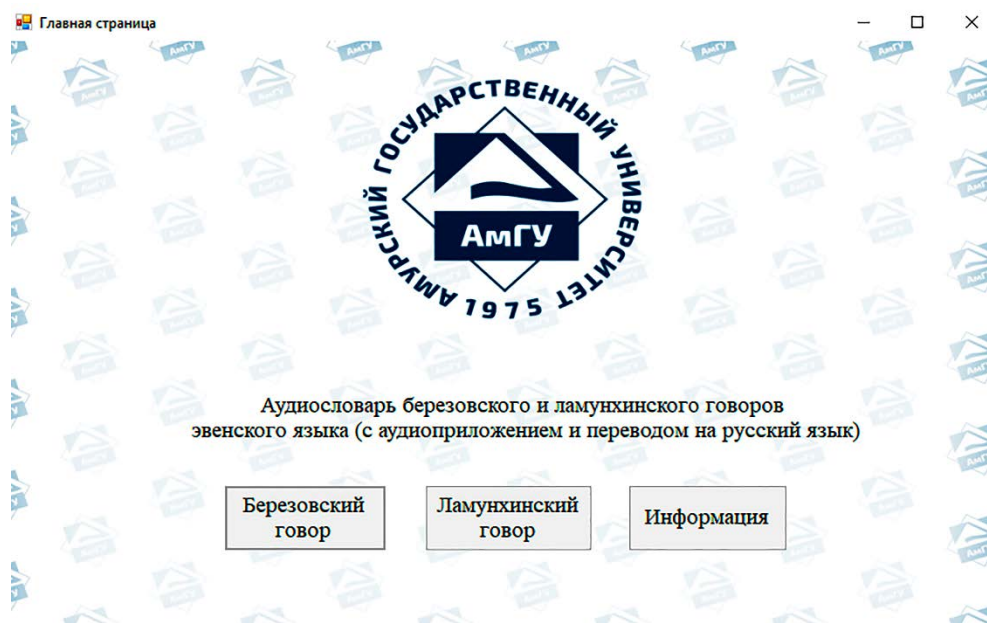 Главная страница
АМУРСКИЙ ГОСУДАРСТВЕННЫЙ УНИВЕРСИТЕТ
АмГУ
1975
Аудиословарь березовского и ламунхинского говоров
эвенского языка (с аудиоприложением и переводом на русский язык)
Березовский
говор
Ламунхинский
говор
Информация